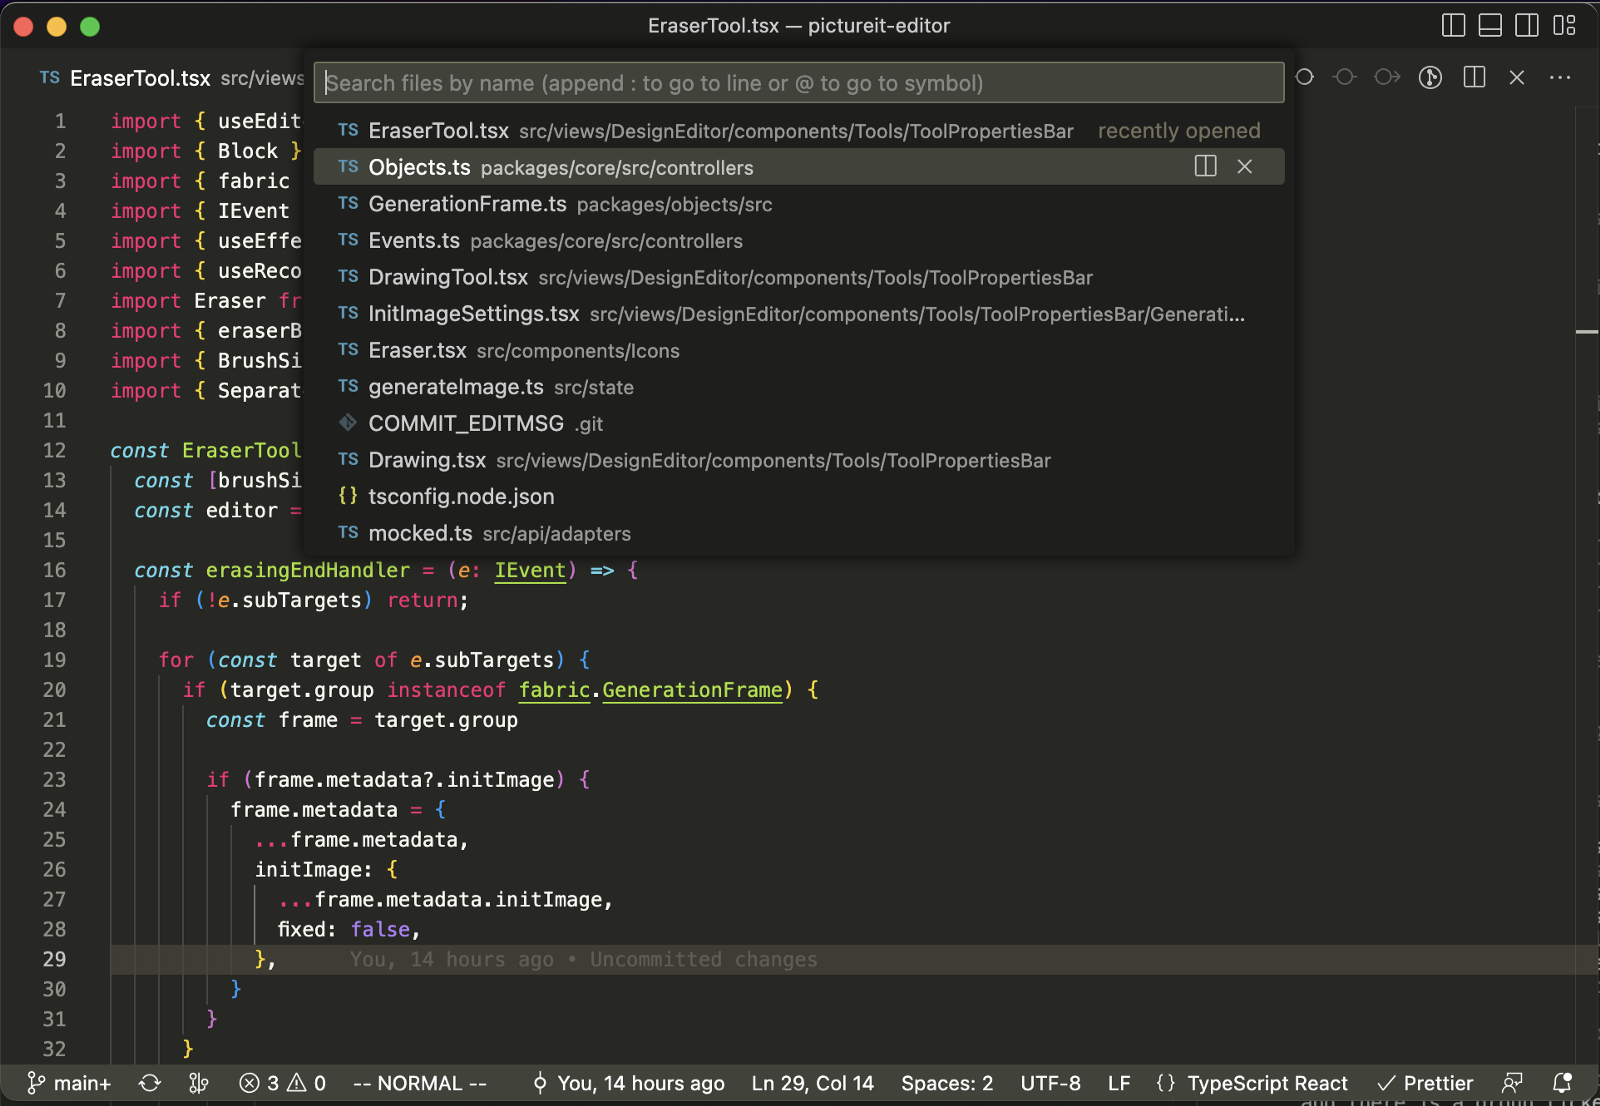 EraserTool.tsx — pictureit-editor
TS EraserTool.tsx src/views
Search files by name (append : to go to line or @ to go to symbol)
TS EraserTool.tsx src/views/DesignEditor/components/Tools/ToolPropertiesBar recently opened
TS Objects.ts packages/core/src/controllers
TS GenerationFrame.ts packages/objects/src
TS Events.ts packages/core/src/controllers
TS DrawingTool.tsx src/views/DesignEditor/components/Tools/ToolPropertiesBar
TS InitImageSettings.tsx src/views/DesignEditor/components/Tools/ToolPropertiesBar/Generati...
TS Eraser.tsx src/components/Icons
TS generateImage.ts src/state
COMMIT_EDITMSG .git
TS Drawing.tsx src/views/DesignEditor/components/Tools/ToolPropertiesBar
{} tsconfig.node.json
TS mocked.ts src/api/adapters
1 import { useEdit
2 import { Block }
3 import { fabric
4 import { IEvent
5 import { useEffe
6 import { useReco
7 import Eraser fr
8 import { eraserB
9 import { BrushSi
10 import { Separat
11
12 const EraserTool
13 const [brushSi
14 const editor =
15
16 const erasingEndHandler = (e: IEvent) => {
17 if (!e.subTargets) return;
18
19 for (const target of e.subTargets) {
20 if (target.group instanceof fabric.GenerationFrame) {
21 const frame = target.group
22
23 if (frame.metadata?.initImage) {
24 frame.metadata = {
25 ...frame.metadata,
26 initImage: {
27 ...frame.metadata.initImage,
28 fixed: false,
29 }, You, 14 hours ago • Uncommitted changes
30 }
31 }
32 }
main+ 3 0 -- NORMAL -- You, 14 hours ago Ln 29, Col 14 Spaces: 2 UTF-8 LF {} TypeScript React ✓ Prettier